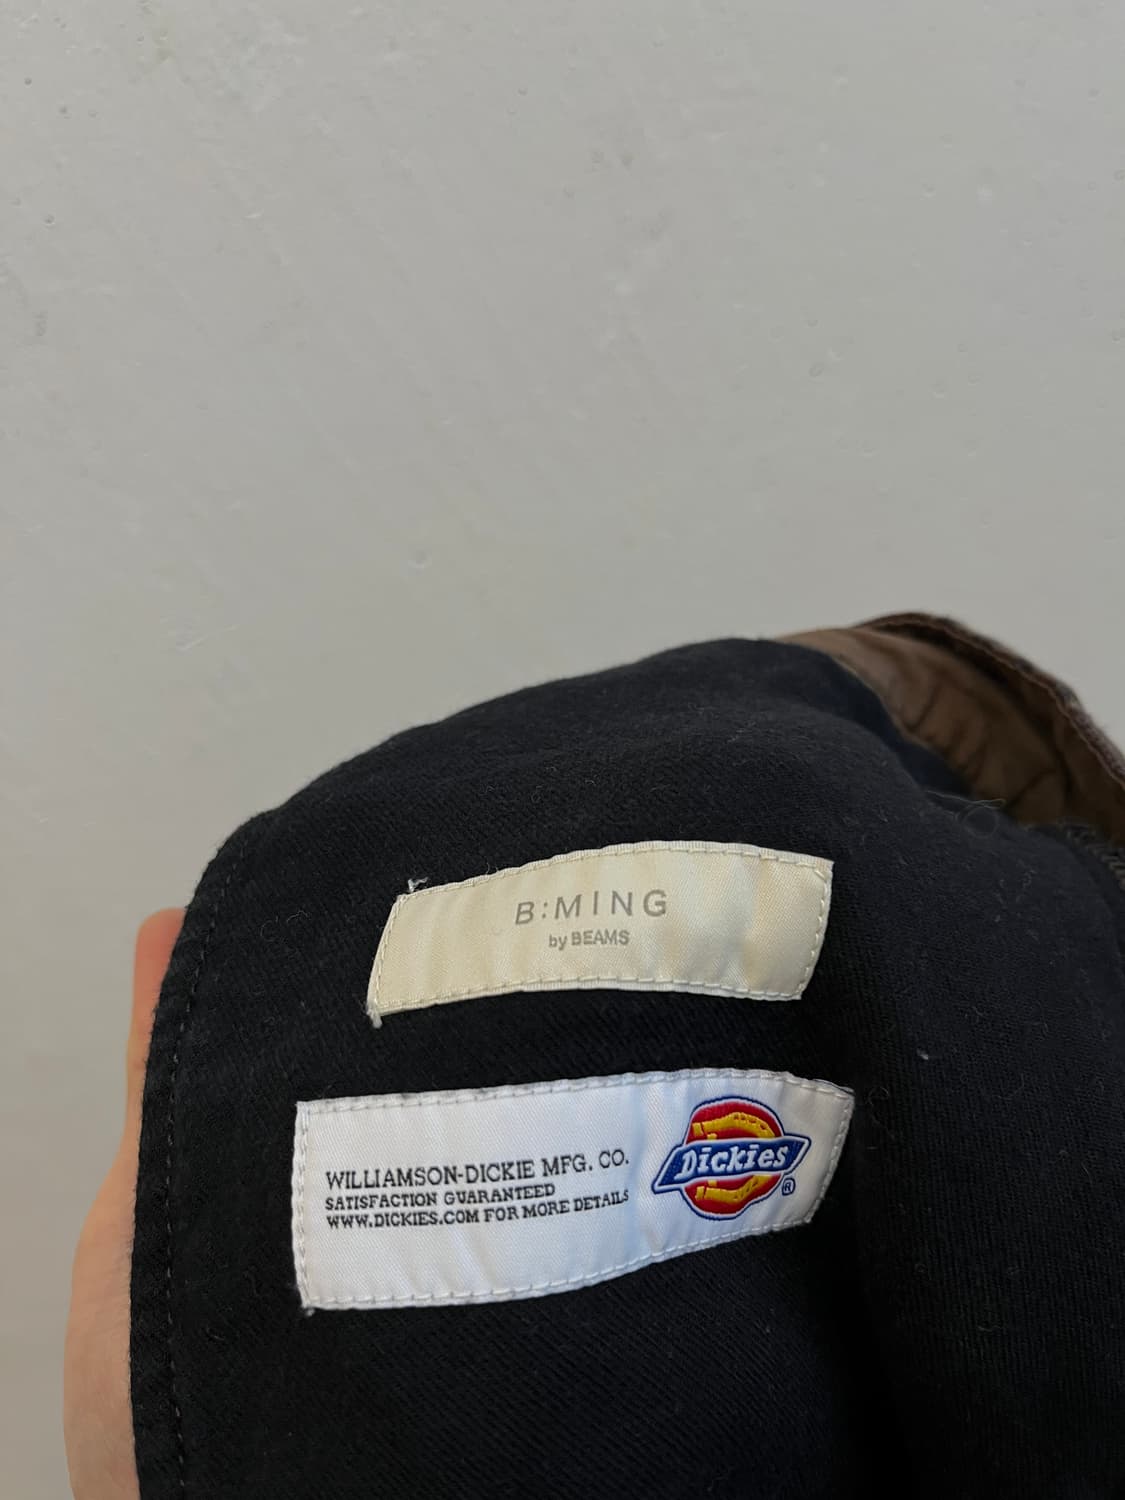 B:MING
by BEAMS
WILLIAMSON-DICKIE MFG. CO.
SATISFACTION GUARANTEED
WWW.DICKIES.COM FOR MORE DETAILS
Dickies
®